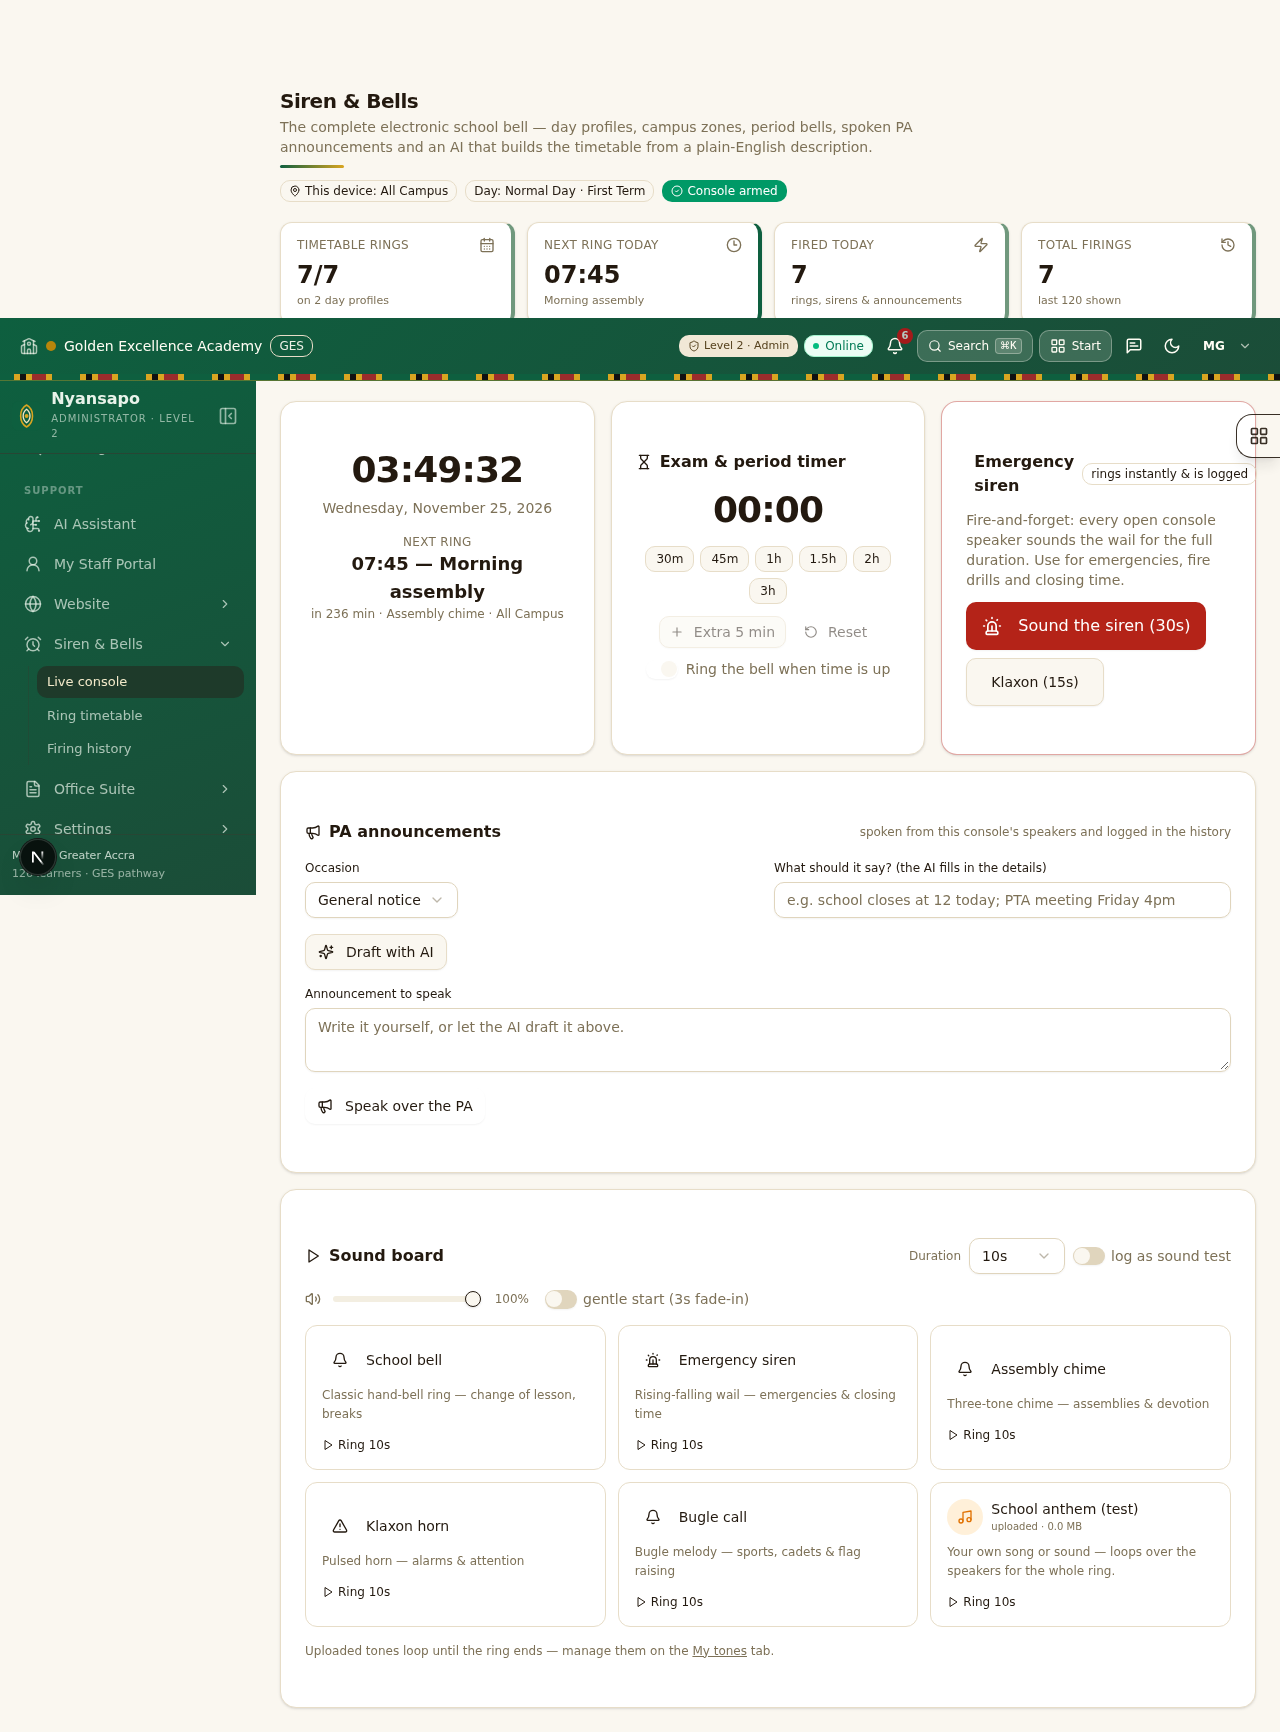 Siren & Bells
The complete electronic school bell — day profiles, campus zones, period bells, spoken PA
announcements and an AI that builds the timetable from a plain-English description.
This device: All Campus
Day: Normal Day · First Term
Console armed
TIMETABLE RINGS
7/7
on 2 day profiles
NEXT RING TODAY
07:45
Morning assembly
FIRED TODAY
7
rings, sirens & announcements
TOTAL FIRINGS
7
last 120 shown
Golden Excellence Academy
GES
Level 2 · Admin
Online
6
Search ⌘K
Start
MG
Nyansapo
ADMINISTRATOR · LEVEL
2
SUPPORT
AI Assistant
My Staff Portal
Website
Siren & Bells
Live console
Ring timetable
Firing history
Office Suite
Settings
Greater Accra
GES pathway
03:49:32
Wednesday, November 25, 2026
NEXT RING
07:45 — Morning
assembly
in 236 min · Assembly chime · All Campus
Exam & period timer
00:00
30m
45m
1h
1.5h
2h
3h
Extra 5 min
Reset
Ring the bell when time is up
Emergency
siren
rings instantly & is logged
Fire-and-forget: every open console
speaker sounds the wail for the full
duration. Use for emergencies, fire
drills and closing time.
Sound the siren (30s)
Klaxon (15s)
PA announcements
spoken from this console's speakers and logged in the history
Occasion
General notice
What should it say? (the AI fills in the details)
e.g. school closes at 12 today; PTA meeting Friday 4pm
Draft with AI
Announcement to speak
Write it yourself, or let the AI draft it above.
Speak over the PA
Sound board
Duration
10s
log as sound test
100%
gentle start (3s fade-in)
School bell
Classic hand-bell ring — change of lesson,
breaks
Ring 10s
Emergency siren
Rising-falling wail — emergencies & closing
time
Ring 10s
Assembly chime
Three-tone chime — assemblies & devotion
Ring 10s
Klaxon horn
Pulsed horn — alarms & attention
Ring 10s
Bugle call
Bugle melody — sports, cadets & flag
raising
Ring 10s
School anthem (test)
uploaded · 0.0 MB
Your own song or sound — loops over the
speakers for the whole ring.
Ring 10s
Uploaded tones loop until the ring ends — manage them on the My tones tab.